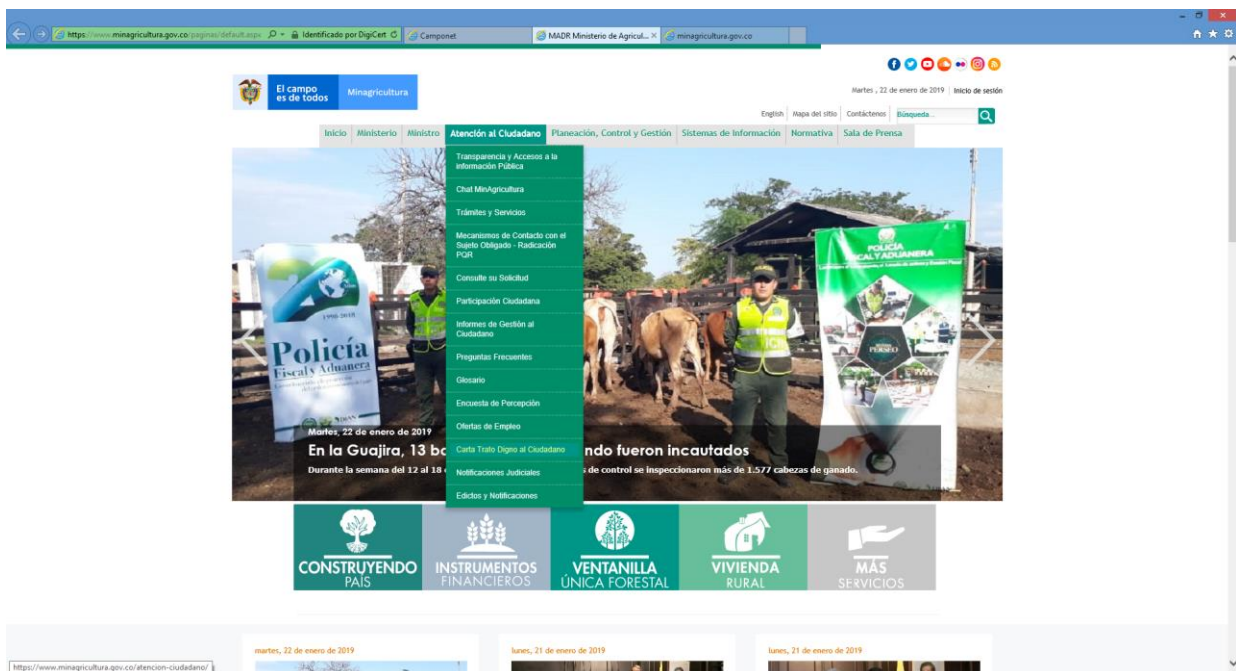 https://www.minagricultura.gov.co/paginas/default.aspx
Identificado por DigiCert
Camponet
MADR Ministerio de Agricul...
minagricultura.gov.co
El campo
es de todos
Minagricultura
Martes , 22 de enero de 2019
Inicio de sesión
English
Mapa del sitio
Contáctenos
Búsqueda...
Inicio
Ministerio
Ministro
Atención al Ciudadano
Planeación, Control y Gestión
Sistemas de Información
Normativa
Sala de Prensa
Transparencia y Accesos a la
información Pública
Chat MinAgricultura
Trámites y Servicios
Mecanismos de Contacto con el
Sujeto Obligado - Radicación
PQR
Consulte su Solicitud
Participación Ciudadana
Informes de Gestión al
Ciudadano
Preguntas Frecuentes
Glosario
Encuesta de Percepción
Ofertas de Empleo
Carta Trato Digno al Ciudadano
Notificaciones Judiciales
Edictos y Notificaciones
1998-2018
Policía
Fiscal y Aduanera
DIAN
POLICÍA
FISCAL Y ADUANERA
PERSEO
Martes, 22 de enero de 2019
En la Guajira, 13 bo
ndo fueron incautados
Durante la semana del 12 al 18
s de control se inspeccionaron más de 1.577 cabezas de ganado.
CONSTRUYENDO
PAÍS
INSTRUMENTOS
FINANCIEROS
VENTANILLA
ÚNICA FORESTAL
VIVIENDA
RURAL
MÁS
SERVICIOS
martes, 22 de enero de 2019
lunes, 21 de enero de 2019
lunes, 21 de enero de 2019
https://www.minagricultura.gov.co/atencion-ciudadano/